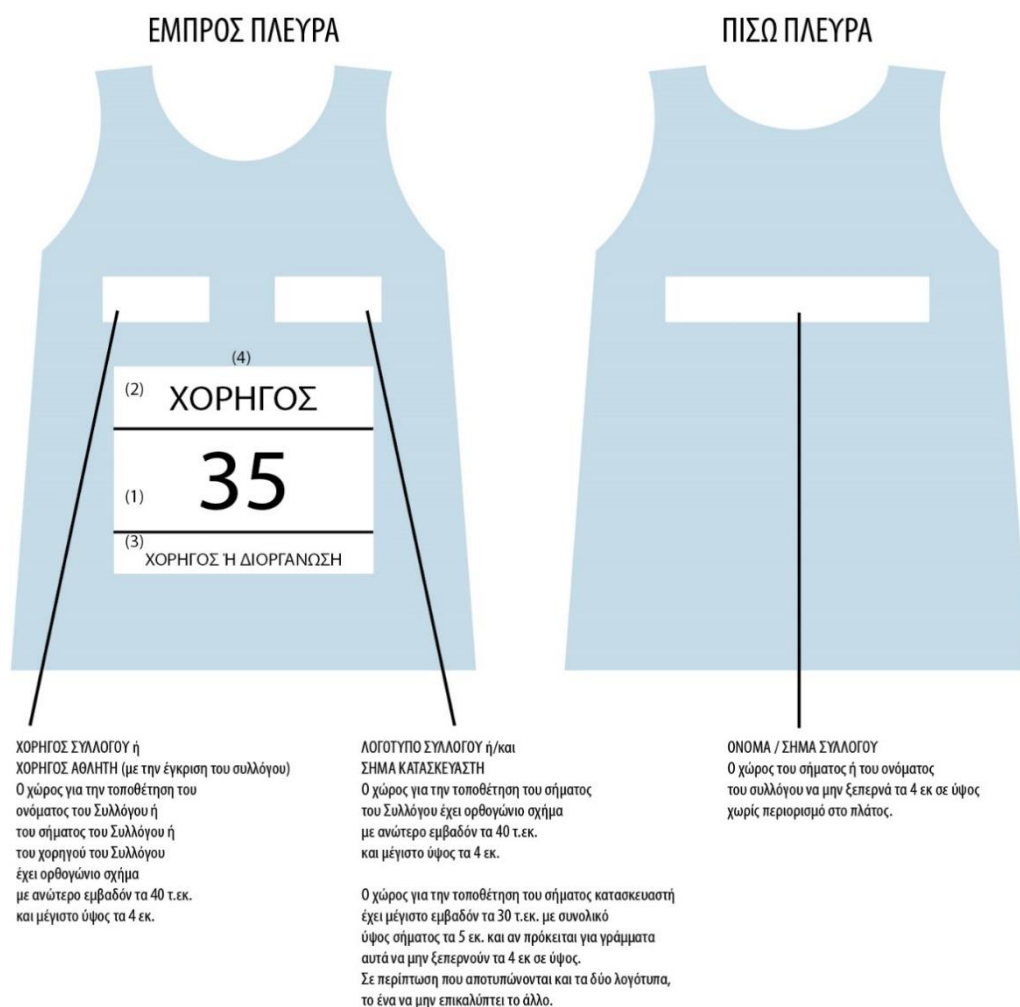 ΕΜΠΡΟΣ ΠΛΕΥΡΑ
ΠΙΣΩ ΠΛΕΥΡΑ
(4)
(2) ΧΟΡΗΓΟΣ
(1) 35
(3)
ΧΟΡΗΓΟΣ Ή ΔΙΟΡΓΑΝΩΣΗ
ΧΟΡΗΓΟΣ ΣΥΛΛΟΓΟΥ ή
ΧΟΡΗΓΟΣ ΑΘΛΗΤΗ (με την έγκριση του συλλόγου)
Ο χώρος για την τοποθέτηση του
ονόματος του Συλλόγου ή
του σήματος του Συλλόγου ή
του χορηγού του Συλλόγου
έχει ορθογώνιο σχήμα
με ανώτερο εμβαδόν τα 40 τ.εκ.
και μέγιστο ύψος τα 4 εκ.
ΛΟΓΟΤΥΠΟ ΣΥΛΛΟΓΟΥ ή/και
ΣΗΜΑ ΚΑΤΑΣΚΕΥΑΣΤΗ
Ο χώρος για την τοποθέτηση του σήματος
του Συλλόγου έχει ορθογώνιο σχήμα
με ανώτερο εμβαδόν τα 40 τ.εκ.
και μέγιστο ύψος τα 4 εκ.
Ο χώρος για την τοποθέτηση του σήματος κατασκευαστή
έχει μέγιστο εμβαδόν τα 30 τ.εκ. με συνολικό
ύψος σήματος τα 5 εκ. και αν πρόκειται για γράμματα
αυτά να μην ξεπερνούν τα 4 εκ σε ύψος.
Σε περίπτωση που αποτυπώνονται και τα δύο λογότυπα,
το ένα να μην επικαλύπτει το άλλο.
ΟΝΟΜΑ / ΣΗΜΑ ΣΥΛΛΟΓΟΥ
Ο χώρος του σήματος ή του ονόματος
του συλλόγου να μην ξεπερνά τα 4 εκ σε ύψος
χωρίς περιορισμό στο πλάτος.